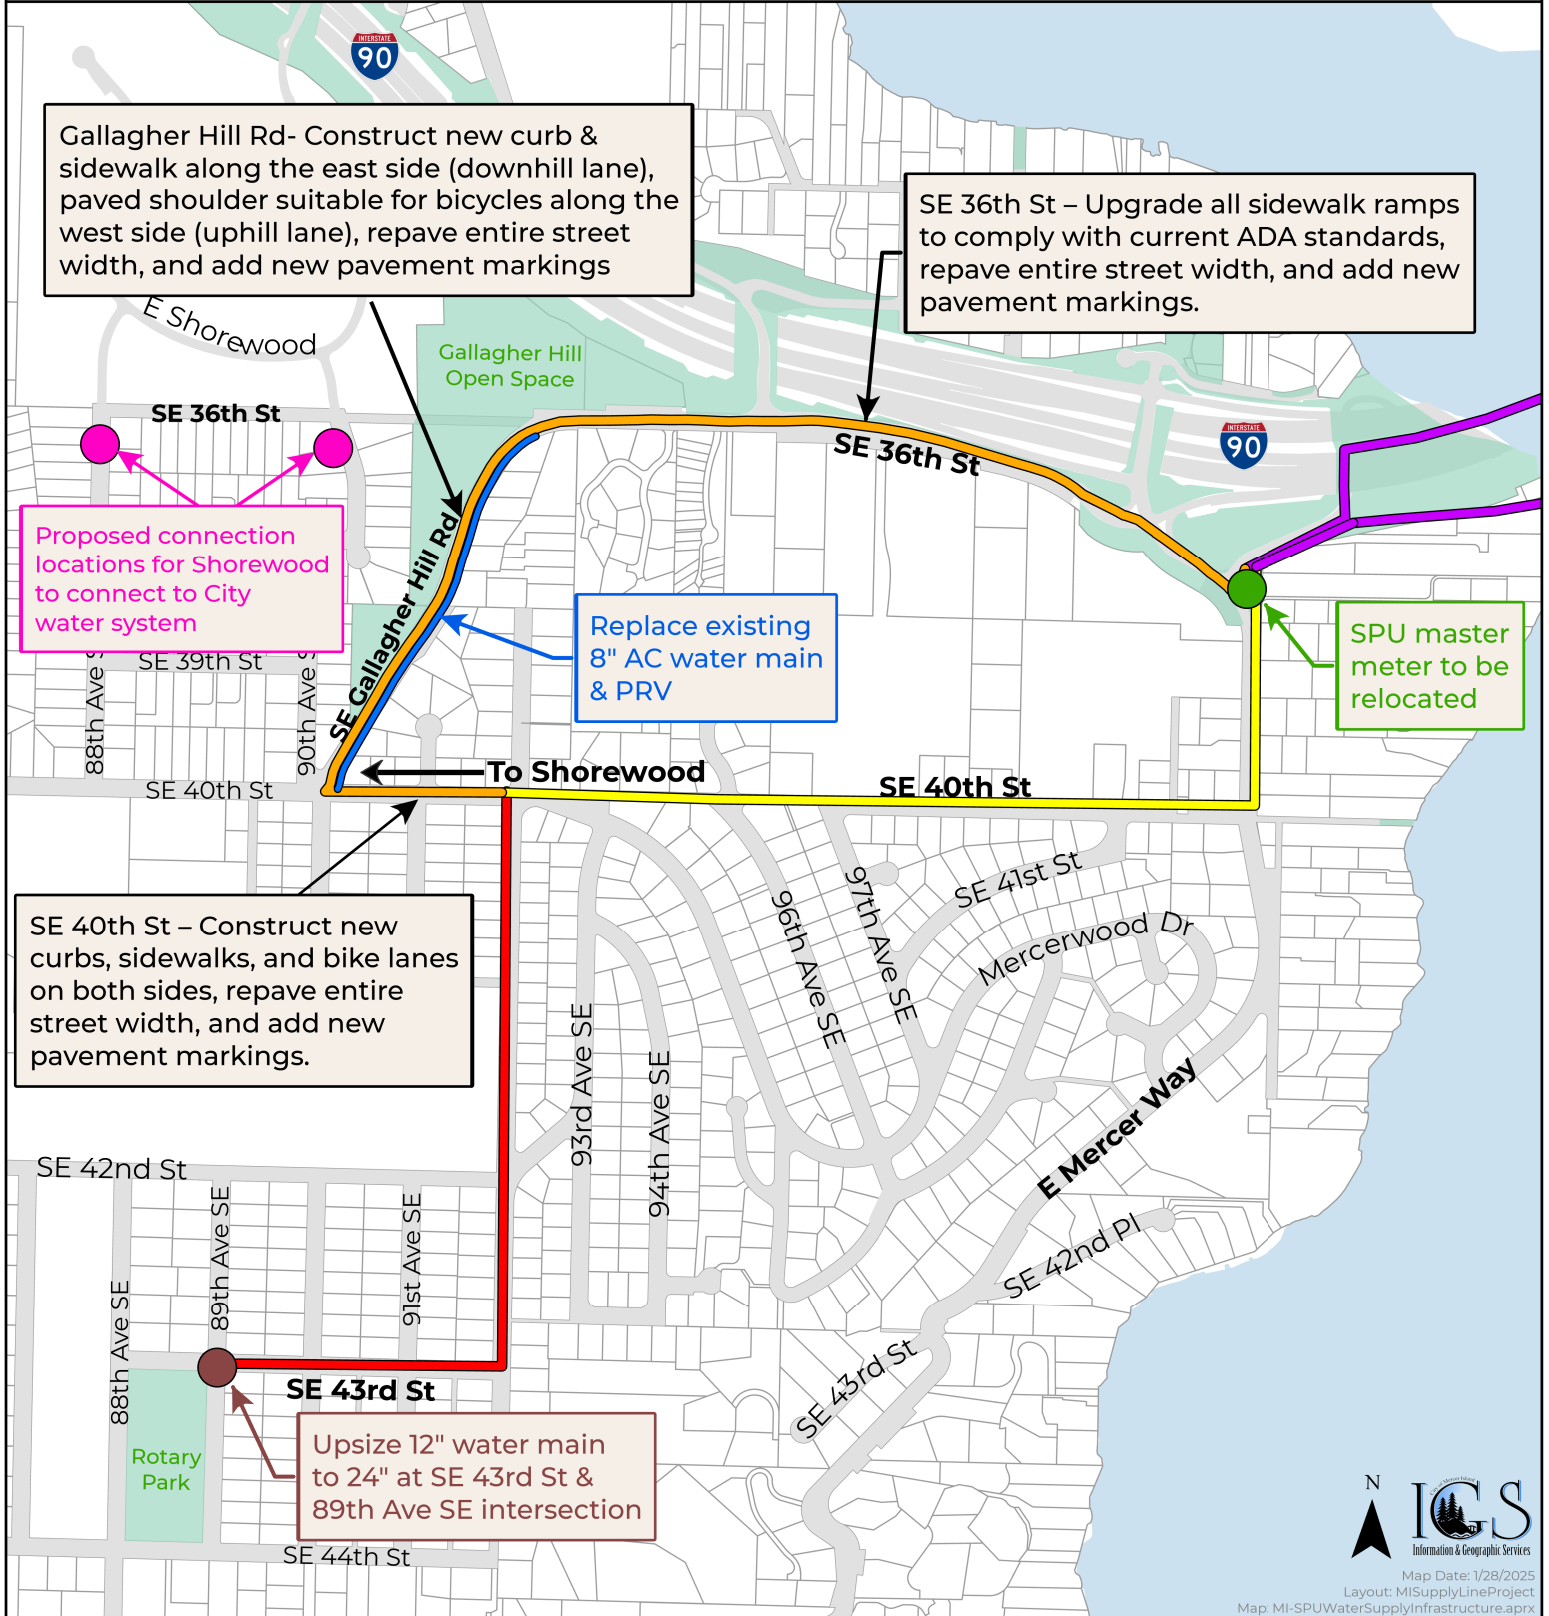 INTERSTATE
90
Gallagher Hill Rd- Construct new curb &
sidewalk along the east side (downhill lane),
paved shoulder suitable for bicycles along the
west side (uphill lane), repave entire street
width, and add new pavement markings
SE 36th St – Upgrade all sidewalk ramps
to comply with current ADA standards,
repave entire street width, and add new
pavement markings.
E Shorewood
Gallagher Hill
Open Space
SE 36th St
SE 36th St
INTERSTATE
90
Proposed connection
locations for Shorewood
to connect to City
water system
SE Gallagher Hill Rd
Replace existing
8" AC water main
& PRV
SPU master
meter to be
relocated
SE 39th St
88th Ave S
90th Ave S
To Shorewood
SE 40th St
SE 40th St
SE 40th St – Construct new
curbs, sidewalks, and bike lanes
on both sides, repave entire
street width, and add new
pavement markings.
SE 41st St
97th Ave SE
96th Ave SE
Mercerwood Dr
93rd Ave SE
94th Ave SE
E Mercer Way
SE 42nd St
89th Ave SE
91st Ave SE
88th Ave SE
SE 42nd Pl
SE 43rd St
SE 43rd St
Upsize 12" water main
to 24" at SE 43rd St &
89th Ave SE intersection
Rotary
Park
SE 44th St
N
City of Mercer Island
IGS
Information & Geographic Services
Map Date: 1/28/2025
Layout: MISupplyLineProject
Map: MI-SPUWaterSupplyInfrastructure.aprx